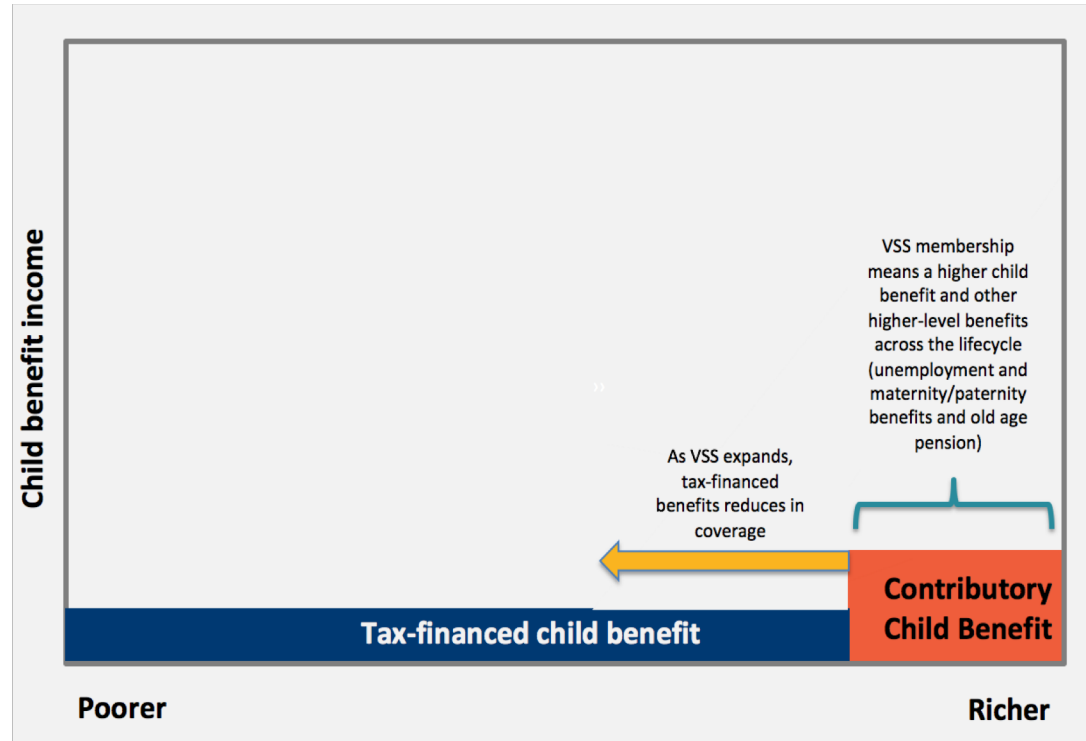 Child benefit income
VSS membership
means a higher child
benefit and other
higher-level benefits
across the lifecycle
(unemployment and
maternity/paternity
benefits and old age
pension)
As VSS expands,
tax-financed
benefits reduces in
coverage
Contributory
Child Benefit
Tax-financed child benefit
Poorer
Richer